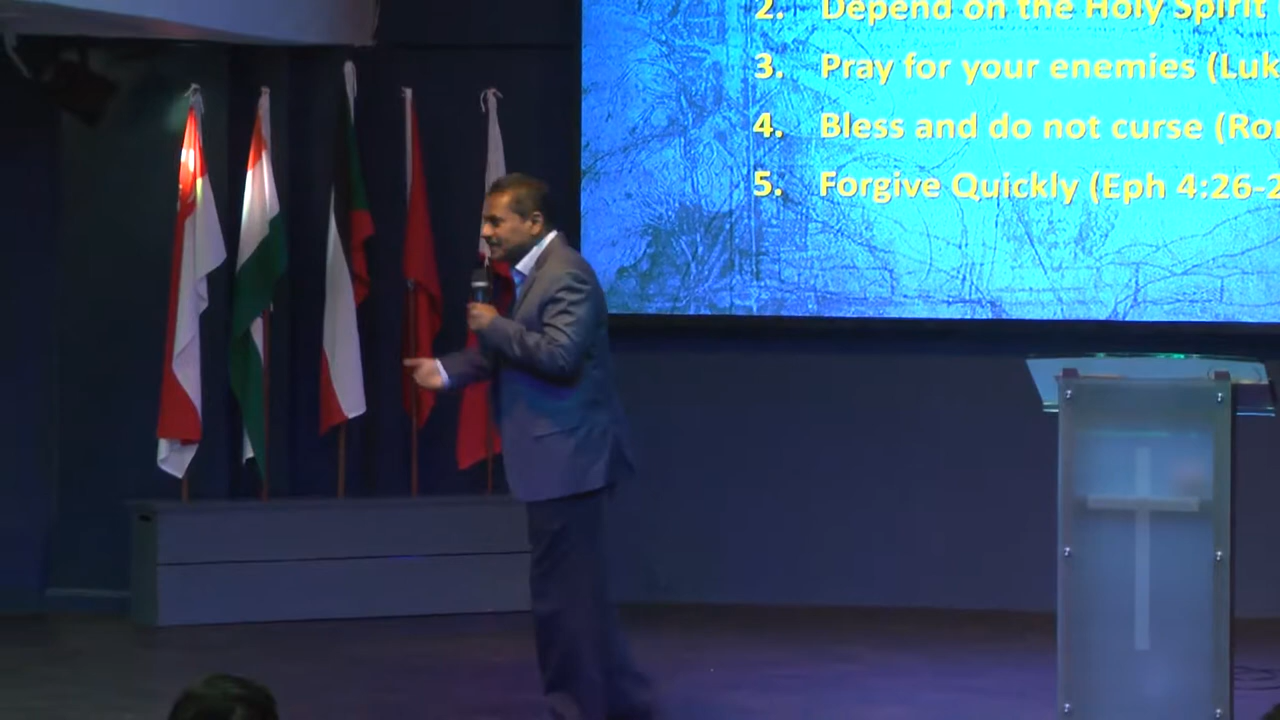 2. Depend on the Holy Spirit
3. Pray for your enemies (Luk
4. Bless and do not curse (Ro
5. Forgive Quickly (Eph 4:26-2